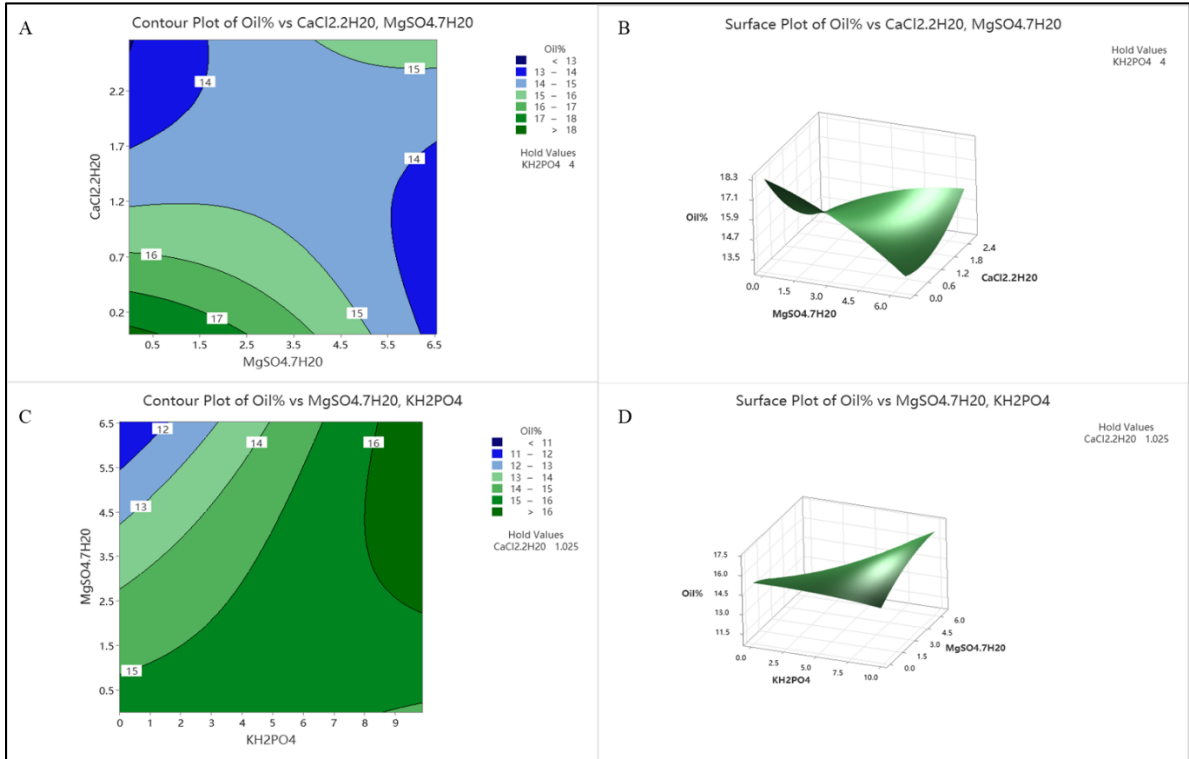 A
Contour Plot of Oil% vs CaCl2.2H20, MgSO4.7H20
Oil%
< 13
13 – 14
14 – 15
15 – 16
16 – 17
17 – 18
> 18
Hold Values
KH2PO4 4
14
15
14
16
17
15
2.2
1.7
1.2
0.7
0.2
CaCl2.2H20
0.5 1.5 2.5 3.5 4.5 5.5 6.5
MgSO4.7H20
B
Surface Plot of Oil% vs CaCl2.2H20, MgSO4.7H20
Hold Values
KH2PO4 4
18.3
17.1
15.9
14.7
13.5
Oil%
0.0 1.5 3.0 4.5 6.0
MgSO4.7H20
0.0 0.6 1.2 1.8 2.4
CaCl2.2H20
C
Contour Plot of Oil% vs MgSO4.7H20, KH2PO4
Oil%
< 11
11 – 12
12 – 13
13 – 14
14 – 15
15 – 16
> 16
Hold Values
CaCl2.2H20 1.025
12
14
16
13
15
6.5
5.5
4.5
3.5
2.5
1.5
0.5
MgSO4.7H20
0 1 2 3 4 5 6 7 8 9
KH2PO4
D
Surface Plot of Oil% vs MgSO4.7H20, KH2PO4
Hold Values
CaCl2.2H20 1.025
17.5
16.0
14.5
13.0
11.5
Oil%
0.0 2.5 5.0 7.5 10.0
KH2PO4
0.0 1.5 3.0 4.5 6.0
MgSO4.7H20